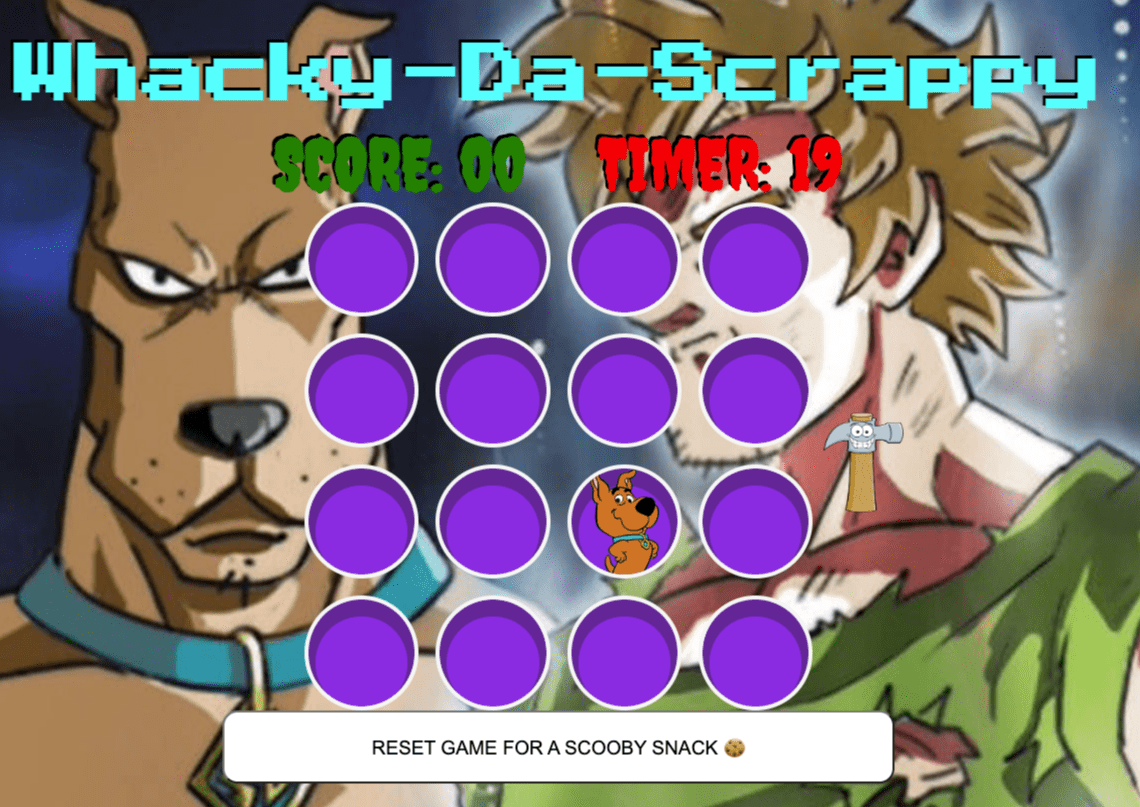 Whacky-Da-Scrappy
SCORE: 00 TIMER: 19
RESET GAME FOR A SCOOBY SNACK 🍪